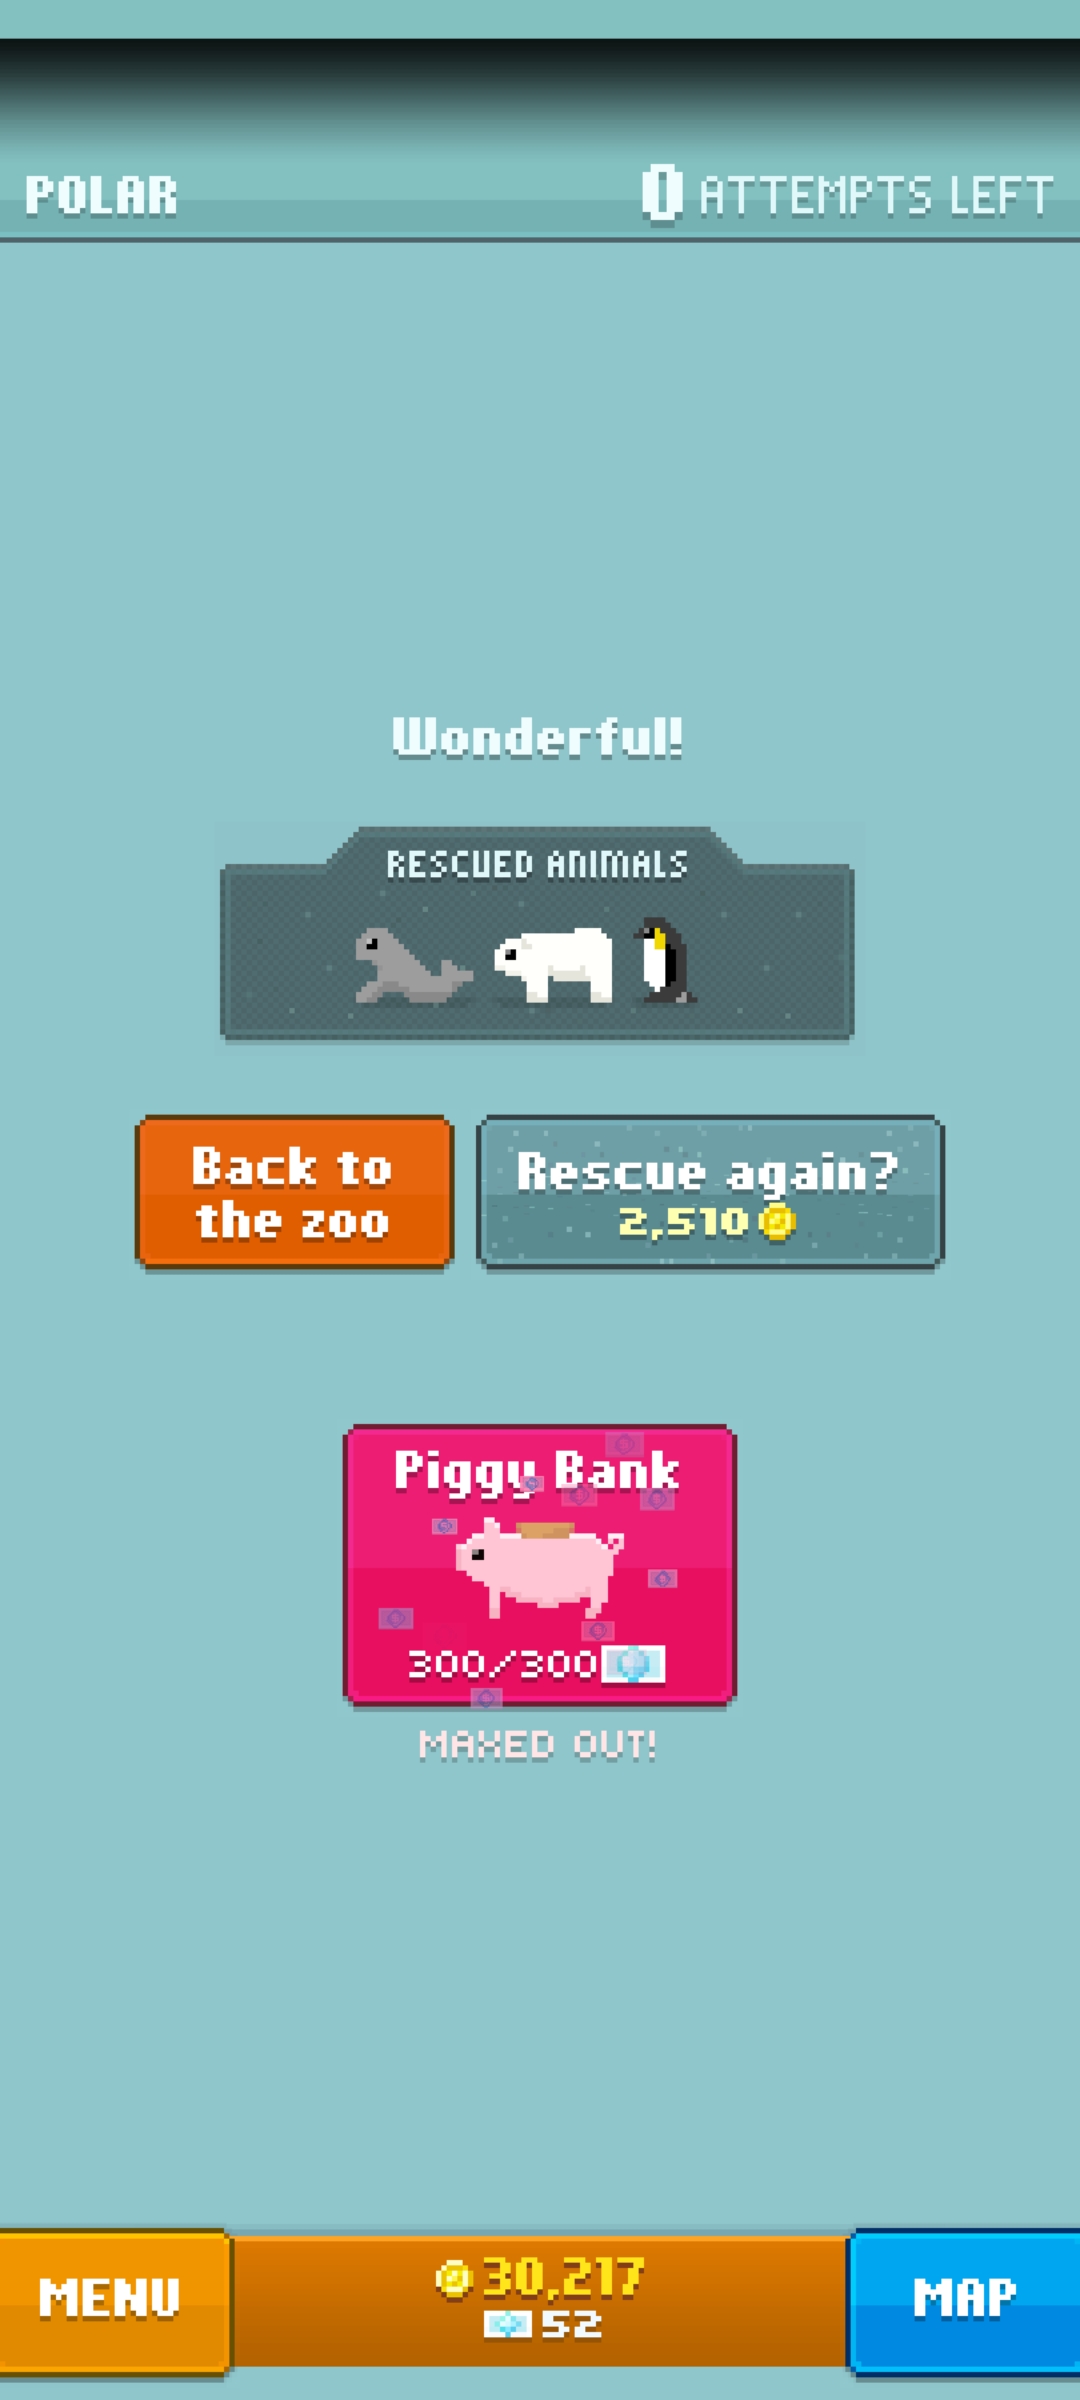 POLAR
0 ATTEMPTS LEFT
Wonderful!
RESCUED ANIMALS
Back to
the zoo
Rescue again?
2,510
Piggy Bank
300/300
MAXED OUT!
MENU
30,217
52
MAP